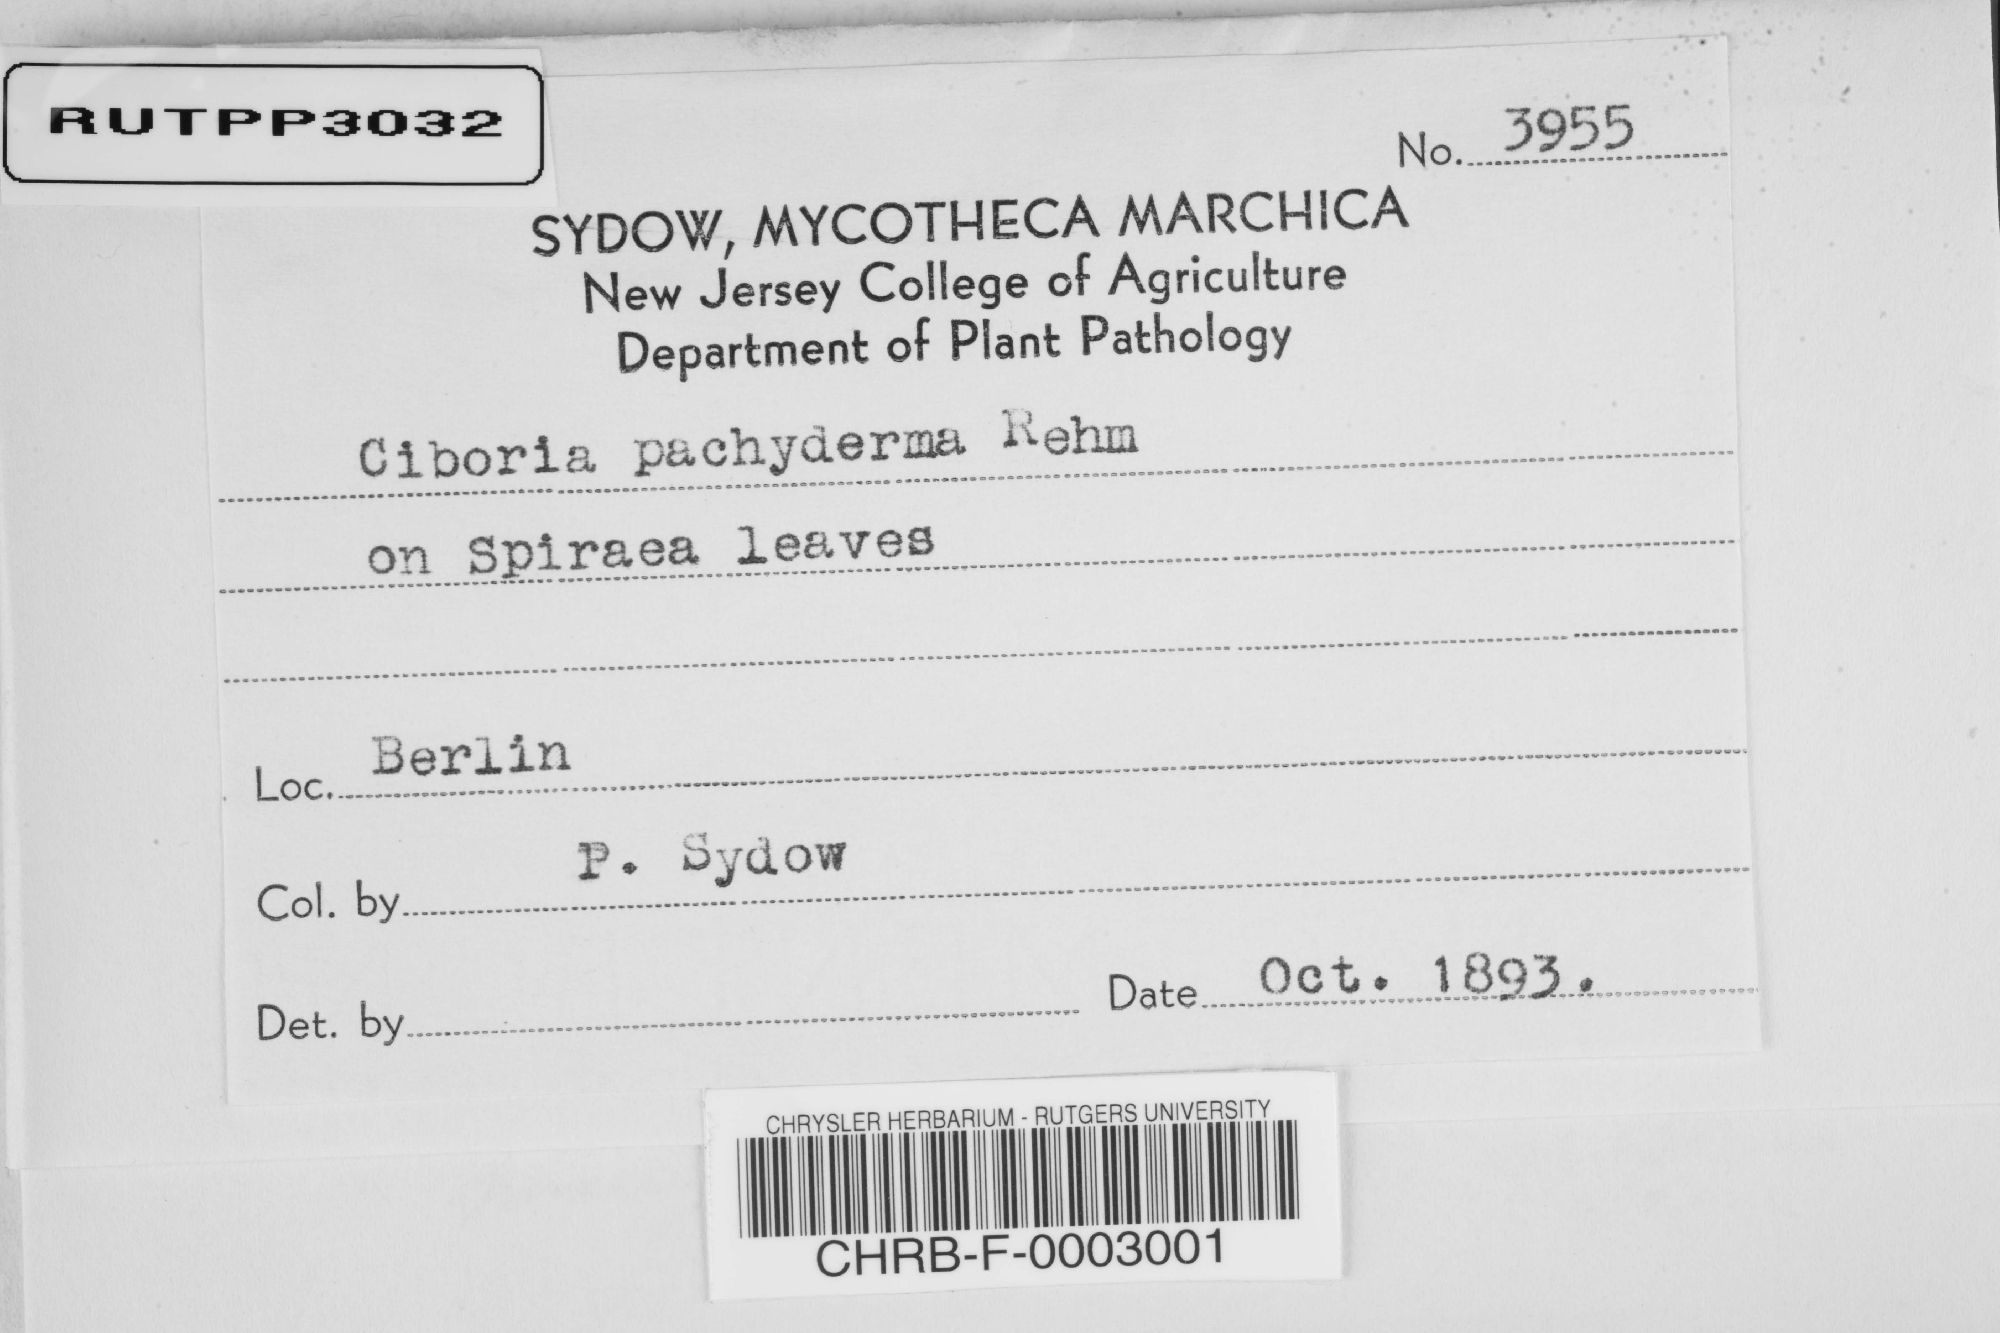 RUTPP3032
No. 3955
SYDOW, MYCOTHECA MARCHICA
New Jersey College of Agriculture
Department of Plant Pathology
Ciboria pachyderma Rehm
on Spiraea leaves
Loc. Berlin
Col. by P. Sydow
Det. by Date Oct. 1893.
CHRYSLER HERBARIUM - RUTGERS UNIVERSITY
CHRB-F-0003001